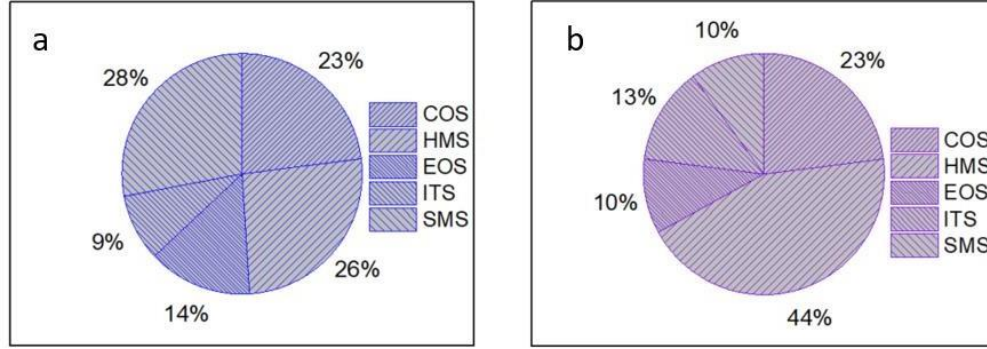 a
28%
23%
9%
26%
14%
COS
HMS
EOS
ITS
SMS
b
10%
23%
13%
10%
44%
COS
HMS
EOS
ITS
SMS